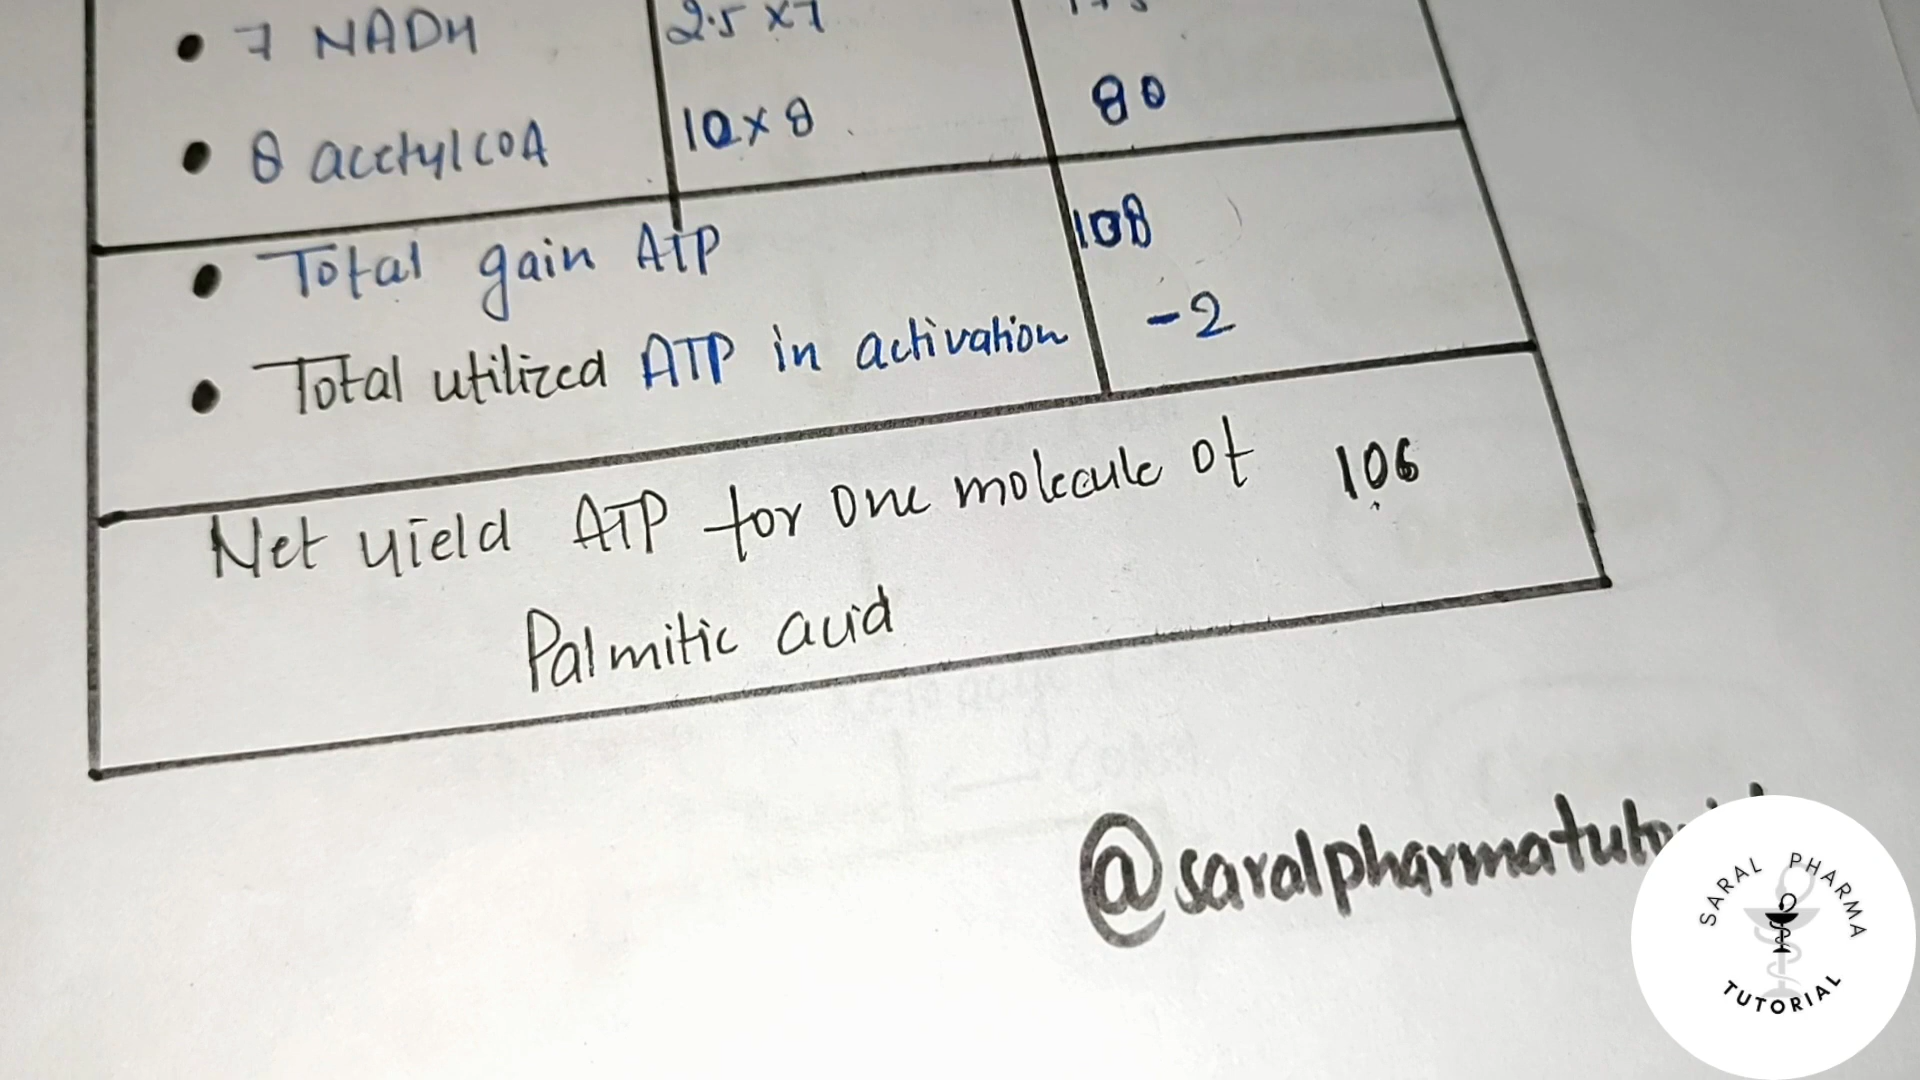 • 7 NADH 2.5 x 7
• 8 acetylcoA 10 x 8 80
• Total gain ATP 108
• Total utilized ATP in activation -2
Net yield ATP for one molecule of 106
Palmitic acid
SARAL PHARMA
TUTORIAL